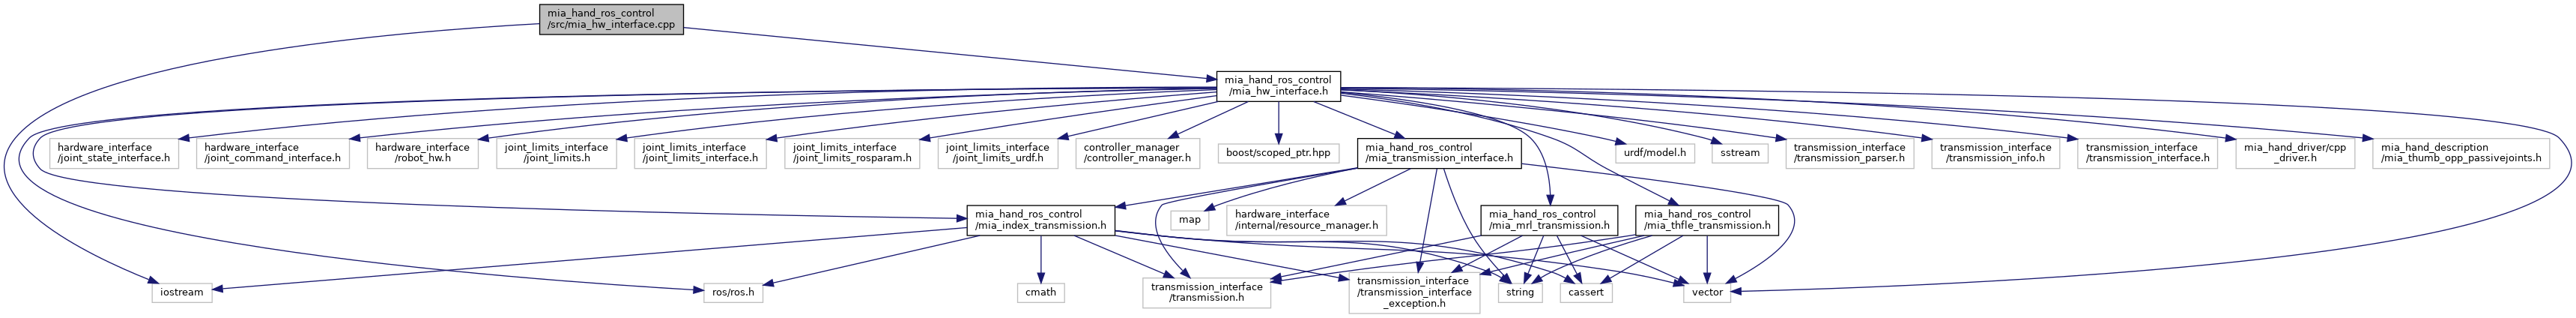 mia_hand_ros_control
/src/mia_hw_interface.cpp
mia_hand_ros_control
/mia_hw_interface.h
hardware_interface
/joint_state_interface.h
hardware_interface
/joint_command_interface.h
hardware_interface
/robot_hw.h
joint_limits_interface
/joint_limits.h
joint_limits_interface
/joint_limits_interface.h
joint_limits_interface
/joint_limits_rosparam.h
joint_limits_interface
/joint_limits_urdf.h
controller_manager
/controller_manager.h
boost/scoped_ptr.hpp
mia_hand_ros_control
/mia_transmission_interface.h
urdf/model.h
sstream
transmission_interface
/transmission_parser.h
transmission_interface
/transmission_info.h
transmission_interface
/transmission_interface.h
mia_hand_driver/cpp
_driver.h
mia_hand_description
/mia_thumb_opp_passivejoints.h
mia_hand_ros_control
/mia_index_transmission.h
map
hardware_interface
/internal/resource_manager.h
mia_hand_ros_control
/mia_mrl_transmission.h
mia_hand_ros_control
/mia_thfle_transmission.h
iostream
ros/ros.h
cmath
transmission_interface
/transmission.h
transmission_interface
/transmission_interface
_exception.h
string
cassert
vector